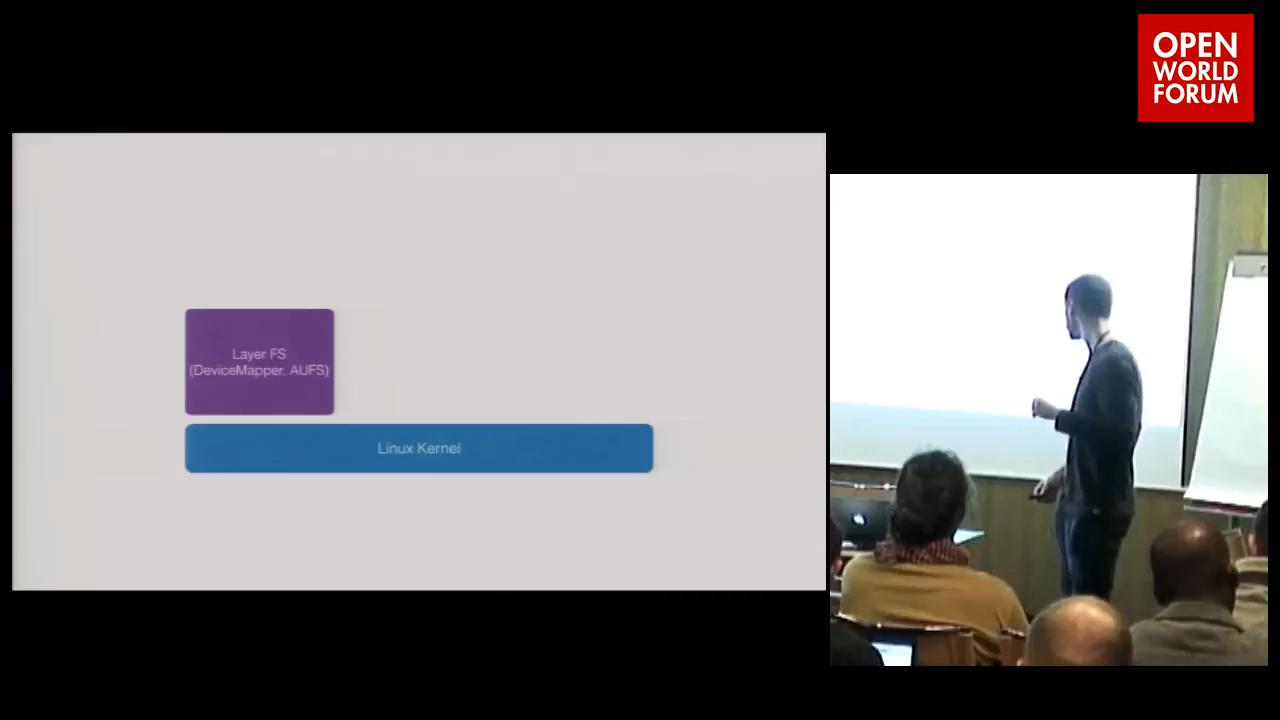 OPEN
WORLD
FORUM
Layer FS
(DeviceMapper, AUFS)
Linux Kernel